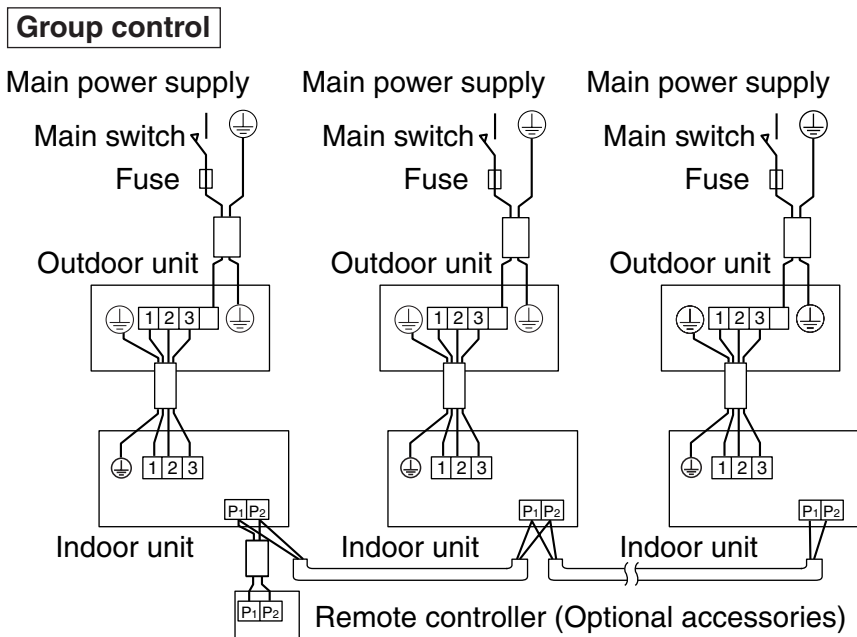 Group control
Main power supply Main power supply Main power supply
Main switch Main switch Main switch
Fuse Fuse Fuse
Outdoor unit Outdoor unit Outdoor unit
1 2 3 1 2 3 1 2 3
1 2 3 1 2 3 1 2 3
P1 P2 P1 P2 P1 P2
Indoor unit Indoor unit Indoor unit
P1 P2 Remote controller (Optional accessories)